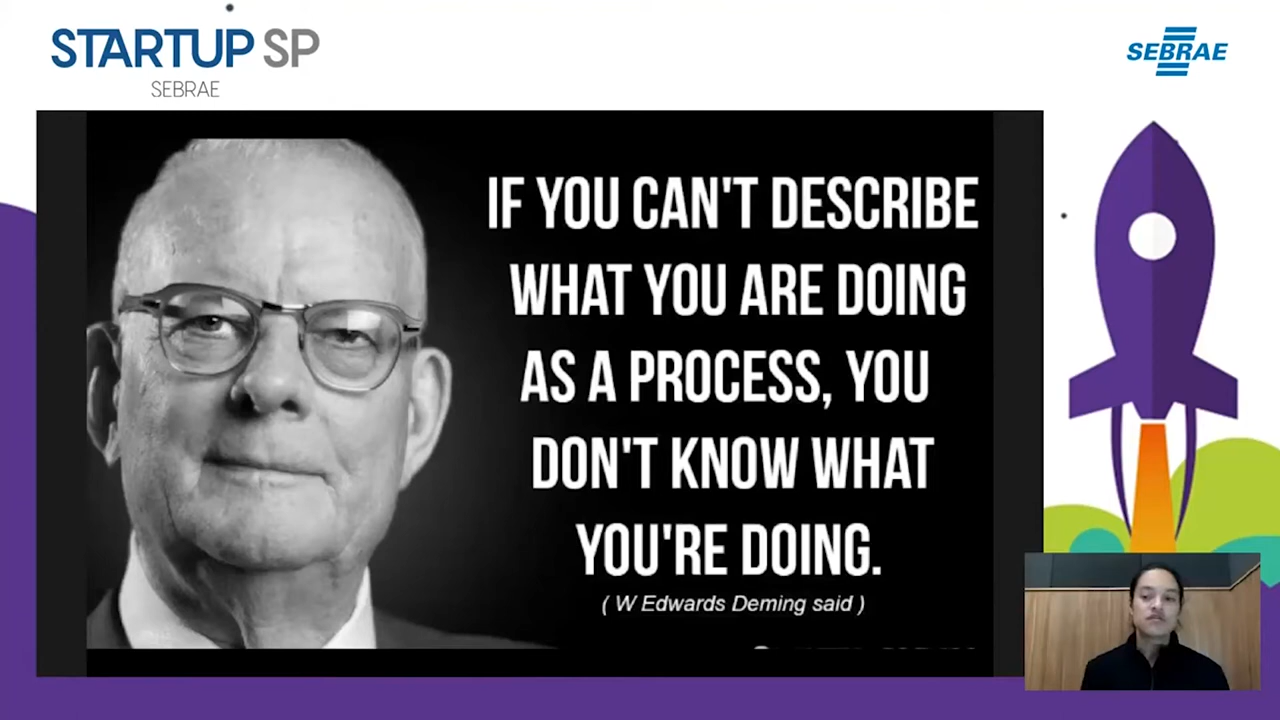 STARTUP SP
SEBRAE
SEBRAE
IF YOU CAN'T DESCRIBE
WHAT YOU ARE DOING
AS A PROCESS, YOU
DON'T KNOW WHAT
YOU'RE DOING.
( W Edwards Deming said )